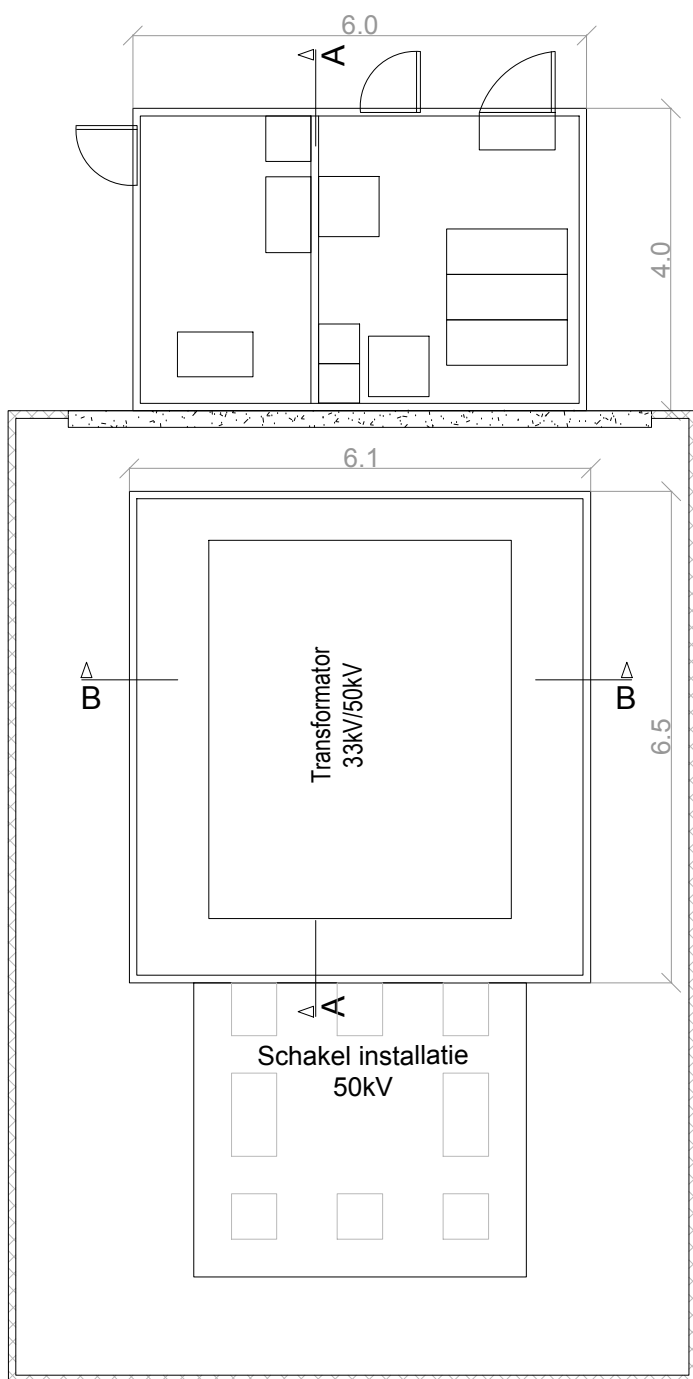 6.0
A
4.0
6.1
Transformator
33kV/50kV
B
B
6.5
A
Schakel installatie
50kV